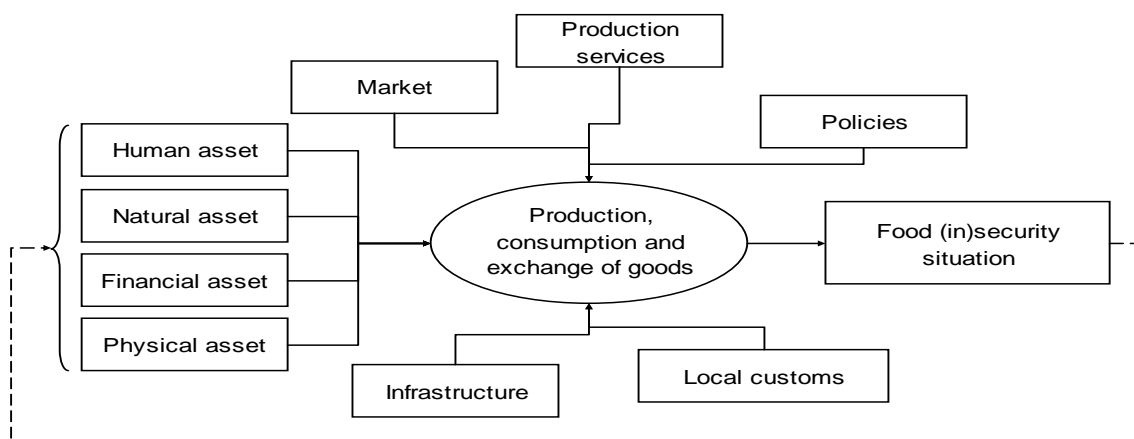 Production
services
Market
Policies
Human asset
Natural asset
Financial asset
Physical asset
Production,
consumption and
exchange of goods
Food (in)security
situation
Infrastructure
Local customs